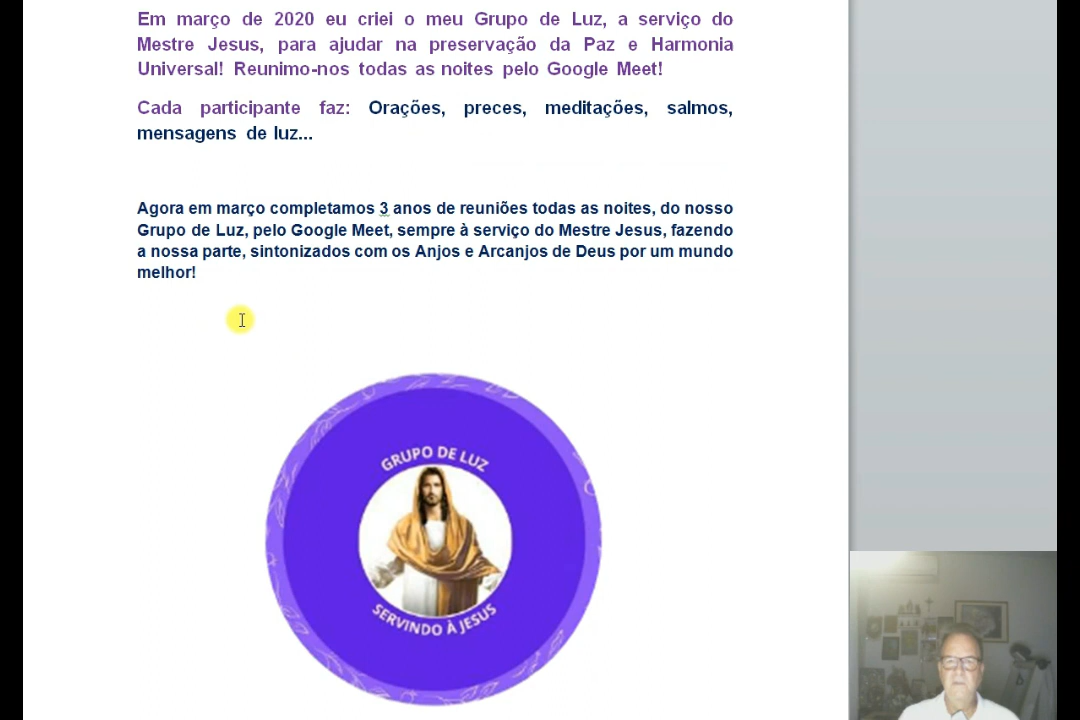 Em março de 2020 eu criei o meu Grupo de Luz, a serviço do
Mestre Jesus, para ajudar na preservação da Paz e Harmonia
Universal! Reunimo-nos todas as noites pelo Google Meet!
Cada participante faz: Orações, preces, meditações, salmos,
mensagens de luz...
Agora em março completamos 3 anos de reuniões todas as noites, do nosso
Grupo de Luz, pelo Google Meet, sempre à serviço do Mestre Jesus, fazendo
a nossa parte, sintonizados com os Anjos e Arcanjos de Deus por um mundo
melhor!
GRUPO DE LUZ
SERVINDO À JESUS